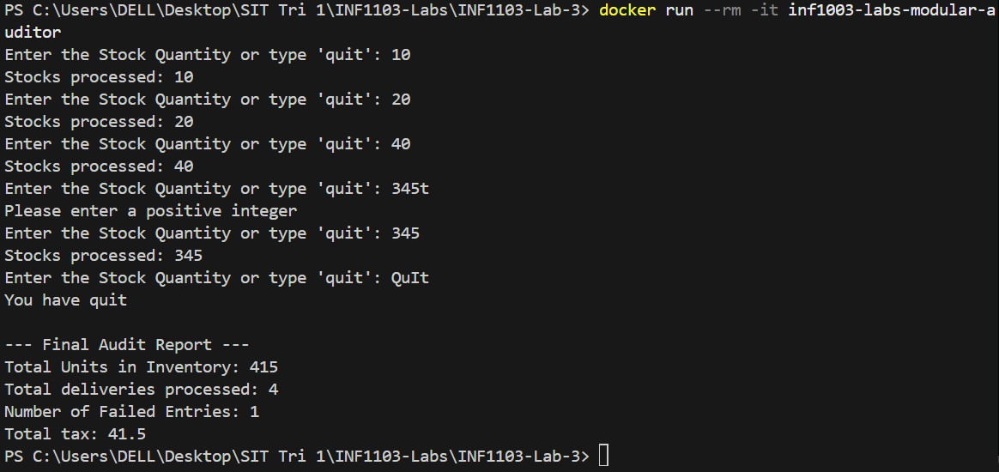 PS C:\Users\DELL\Desktop\SIT Tri 1\INF1103-Labs\INF1103-Lab-3> docker run --rm -it inf1003-labs-modular-a
uditor
Enter the Stock Quantity or type 'quit': 10
Stocks processed: 10
Enter the Stock Quantity or type 'quit': 20
Stocks processed: 20
Enter the Stock Quantity or type 'quit': 40
Stocks processed: 40
Enter the Stock Quantity or type 'quit': 345t
Please enter a positive integer
Enter the Stock Quantity or type 'quit': 345
Stocks processed: 345
Enter the Stock Quantity or type 'quit': QuIt
You have quit
--- Final Audit Report ---
Total Units in Inventory: 415
Total deliveries processed: 4
Number of Failed Entries: 1
Total tax: 41.5
PS C:\Users\DELL\Desktop\SIT Tri 1\INF1103-Labs\INF1103-Lab-3>